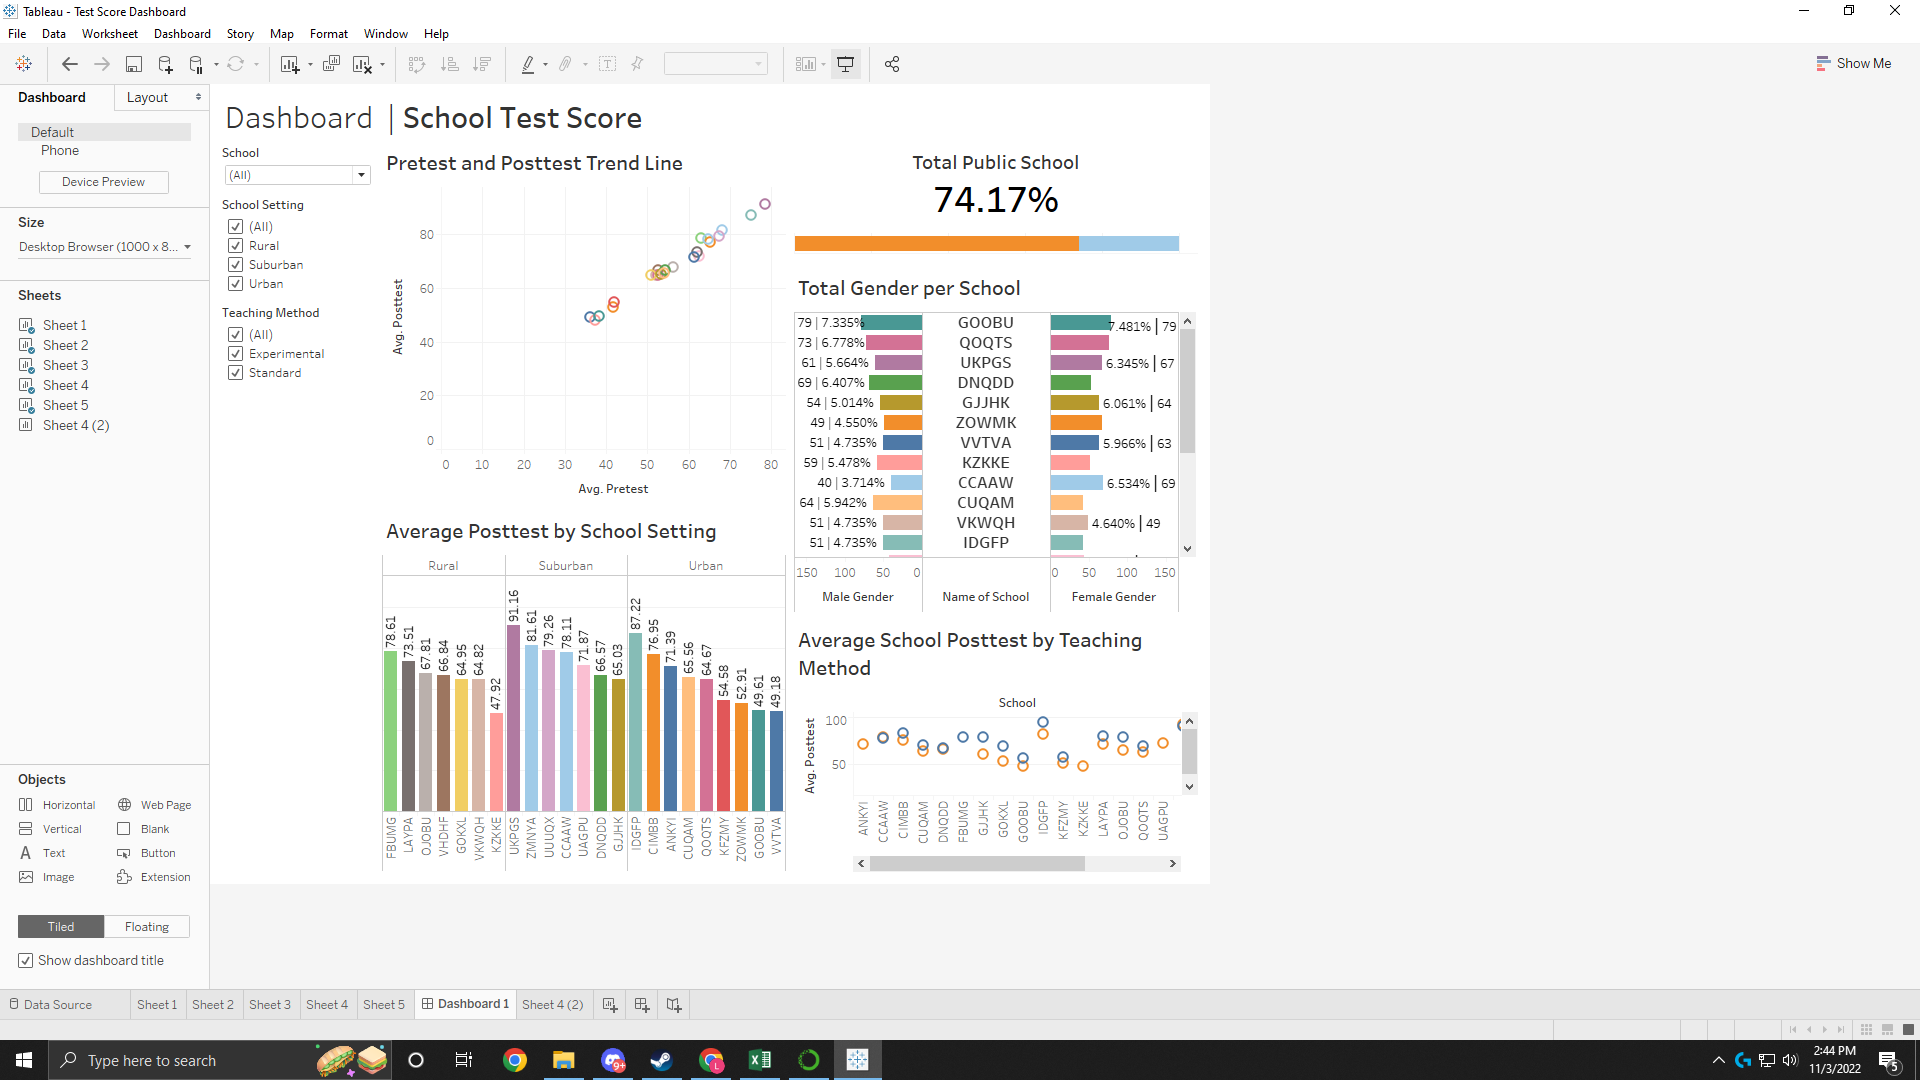 Tableau - Test Score Dashboard
File Data Worksheet Dashboard Story Map Format Window Help
Show Me
Dashboard Layout
Default
Phone
Device Preview
Size
Desktop Browser (1000 x 8...
Sheets
Sheet 1
Sheet 2
Sheet 3
Sheet 4
Sheet 5
Sheet 4 (2)
Objects
Horizontal Web Page
Vertical Blank
Text Button
Image Extension
Tiled Floating
Show dashboard title
Dashboard | School Test Score
School
(All)
School Setting
(All)
Rural
Suburban
Urban
Teaching Method
(All)
Experimental
Standard
Pretest and Posttest Trend Line
Avg. Posttest
80
60
40
20
0
0 10 20 30 40 50 60 70 80
Avg. Pretest
Total Public School
74.17%
Total Gender per School
79 | 7.335% GOOBU 7.481% | 79
73 | 6.778% QOQTS
61 | 5.664% UKPGS 6.345% | 67
69 | 6.407% DNQDD
54 | 5.014% GJJHK 6.061% | 64
49 | 4.550% ZOWMK
51 | 4.735% VVTVA 5.966% | 63
59 | 5.478% KZKKE
40 | 3.714% CCAAW 6.534% | 69
64 | 5.942% CUQAM
51 | 4.735% VKWQH 4.640% | 49
51 | 4.735% IDGFP
150 100 50 0 0 50 100 150
Male Gender Name of School Female Gender
Average Posttest by School Setting
Rural Suburban Urban
78.61 73.51 67.81 66.84 64.95 64.82 47.92 91.16 81.61 79.26 78.11 71.87 66.57 65.03 87.22 76.95 71.39 65.56 64.67 54.58 52.91 49.61 49.18
FBUMG LAYPA OJOBU VHDHF GOKXL VKWQH KZKKE UKPGS ZMNYA UUUQX CCAAW UAGPU DNQDD GJJHK IDGFP CIMBB ANKYI CUQAM QOQTS KFZMY ZOWMK GOOBU VVTVA
Average School Posttest by Teaching
Method
School
Avg. Posttest
100
50
ANKYI CCAAW CIMBB CUQAM DNQDD FBUMG GJJHK GOKXL GOOBU IDGFP KFZMY KZKKE LAYPA OJOBU QOQTS UAGPU
Data Source Sheet 1 Sheet 2 Sheet 3 Sheet 4 Sheet 5 Dashboard 1 Sheet 4 (2)
Type here to search
9+
L
2:44 PM
11/3/2022
5